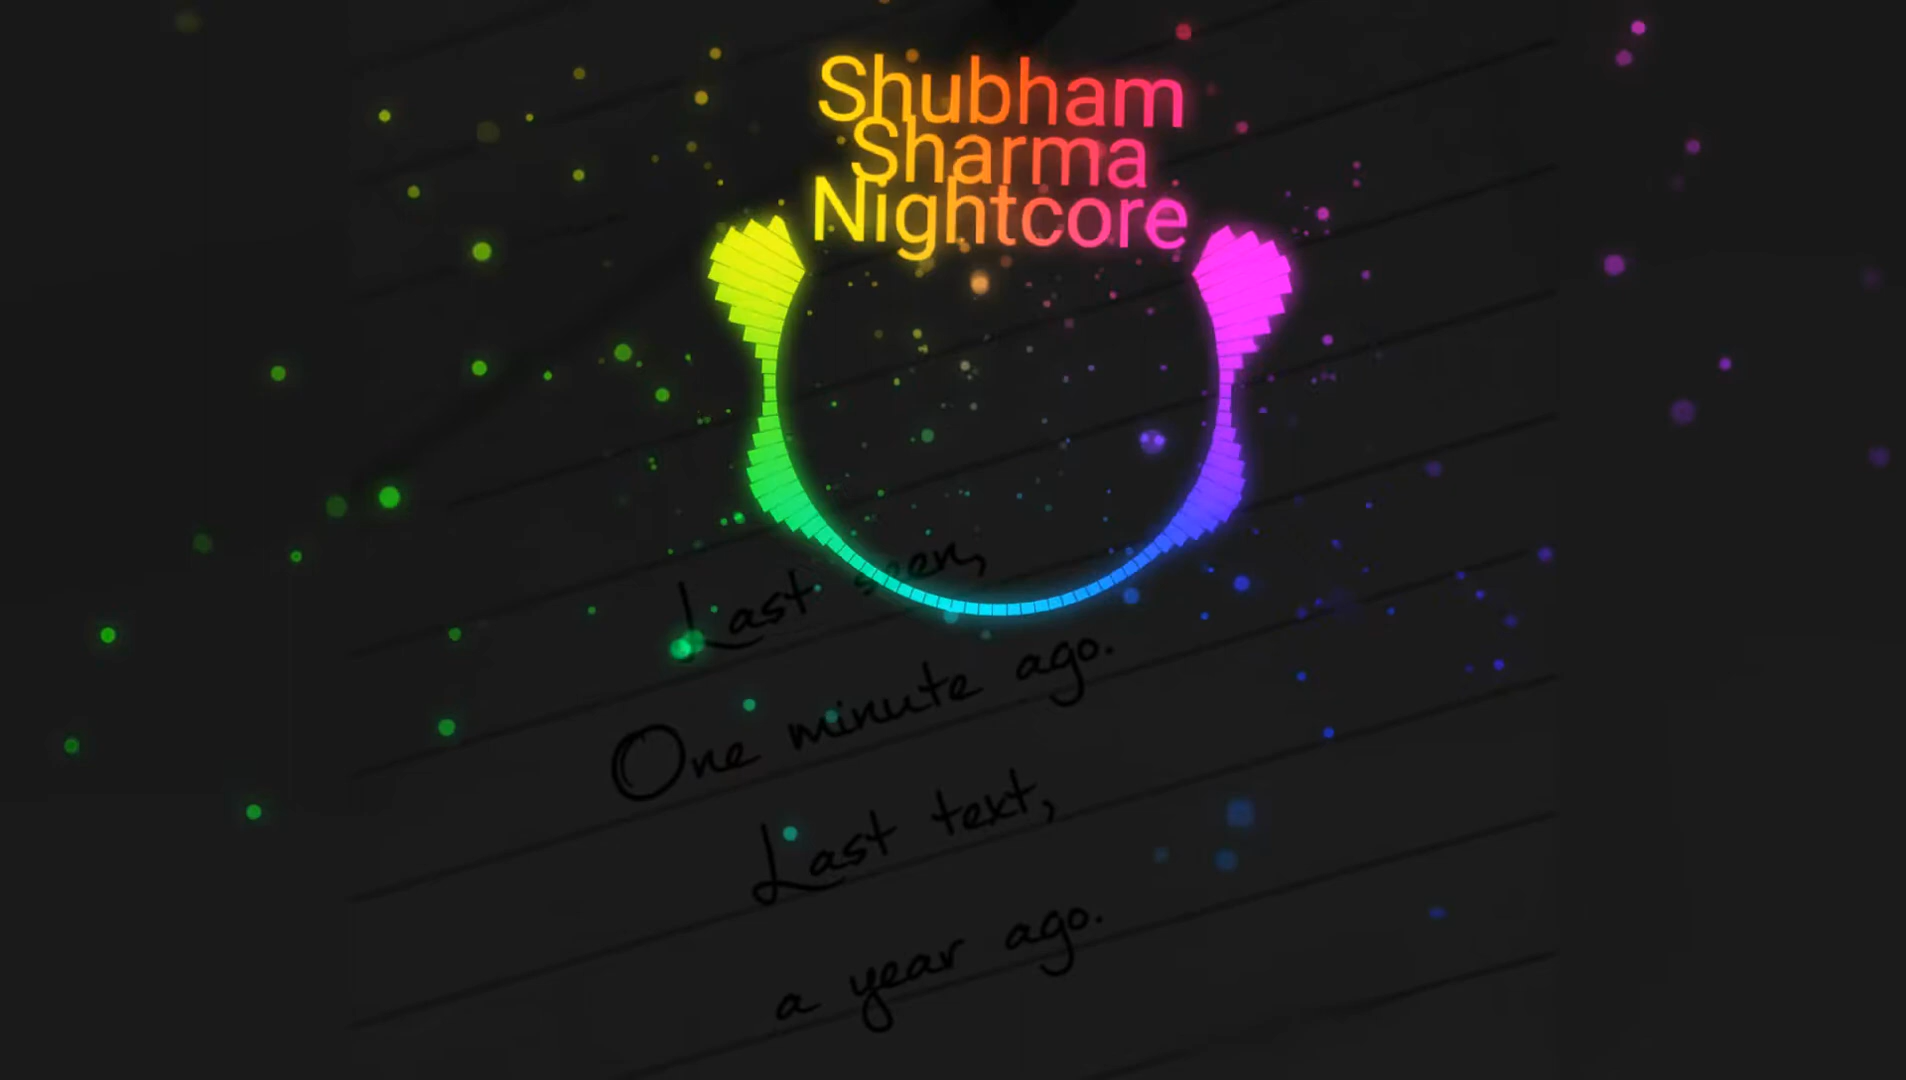 Shubham
Sharma
Nightcore
Last seen,
One minute ago.
Last text,
a year ago.